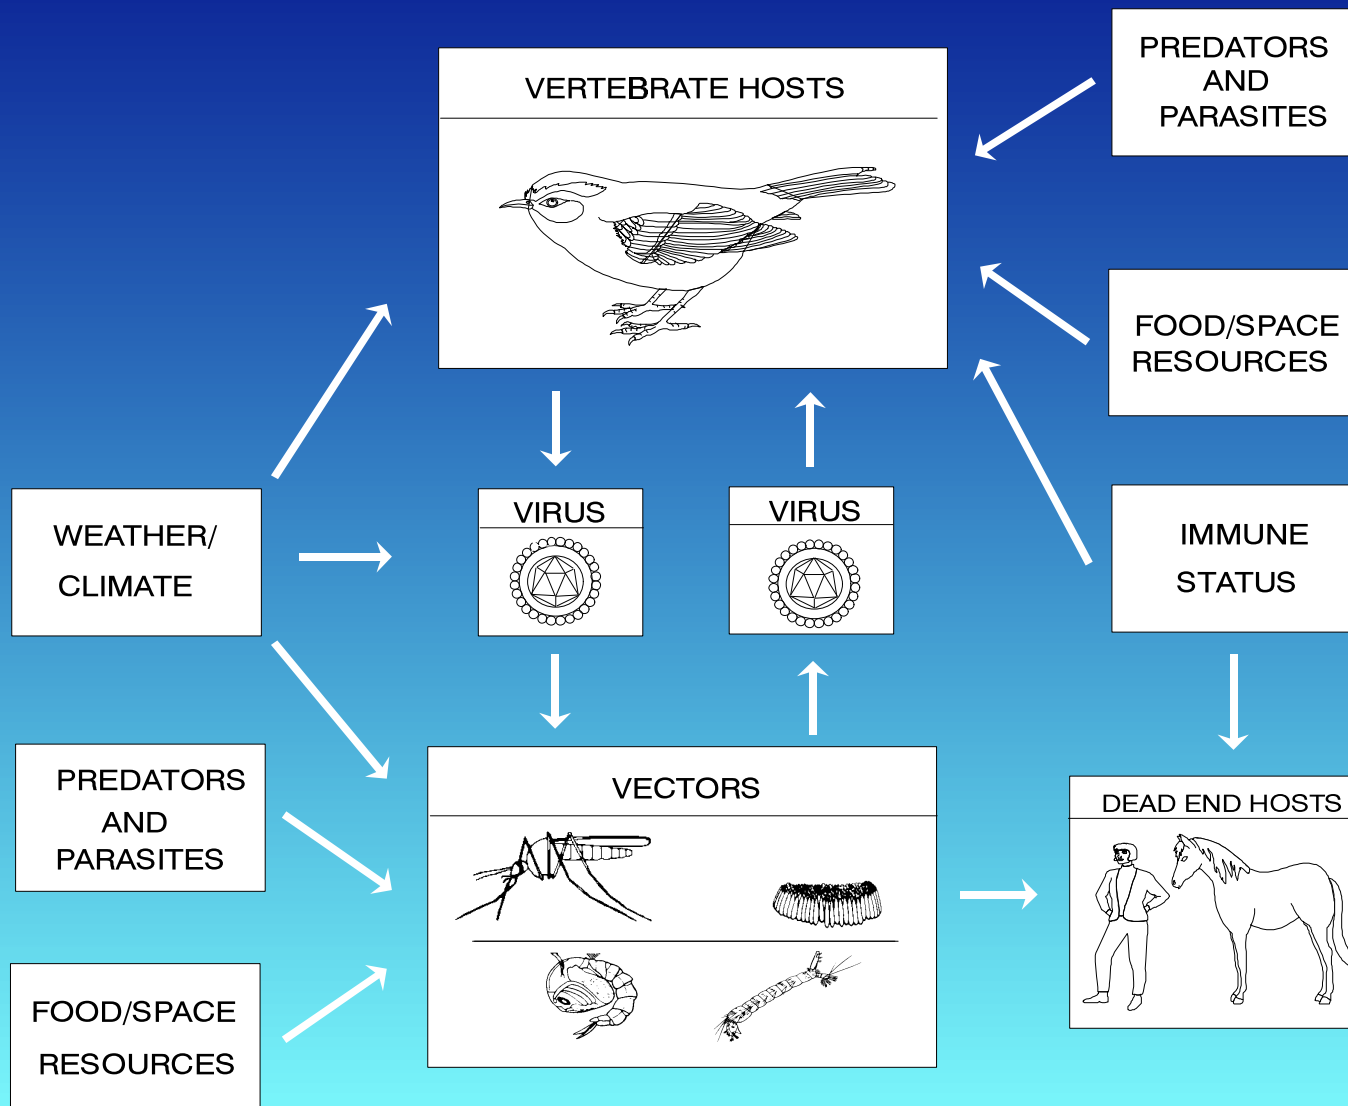 VERTEBRATE HOSTS
PREDATORS
AND
PARASITES
FOOD/SPACE
RESOURCES
WEATHER/
CLIMATE
VIRUS
VIRUS
IMMUNE
STATUS
PREDATORS
AND
PARASITES
VECTORS
DEAD END HOSTS
FOOD/SPACE
RESOURCES